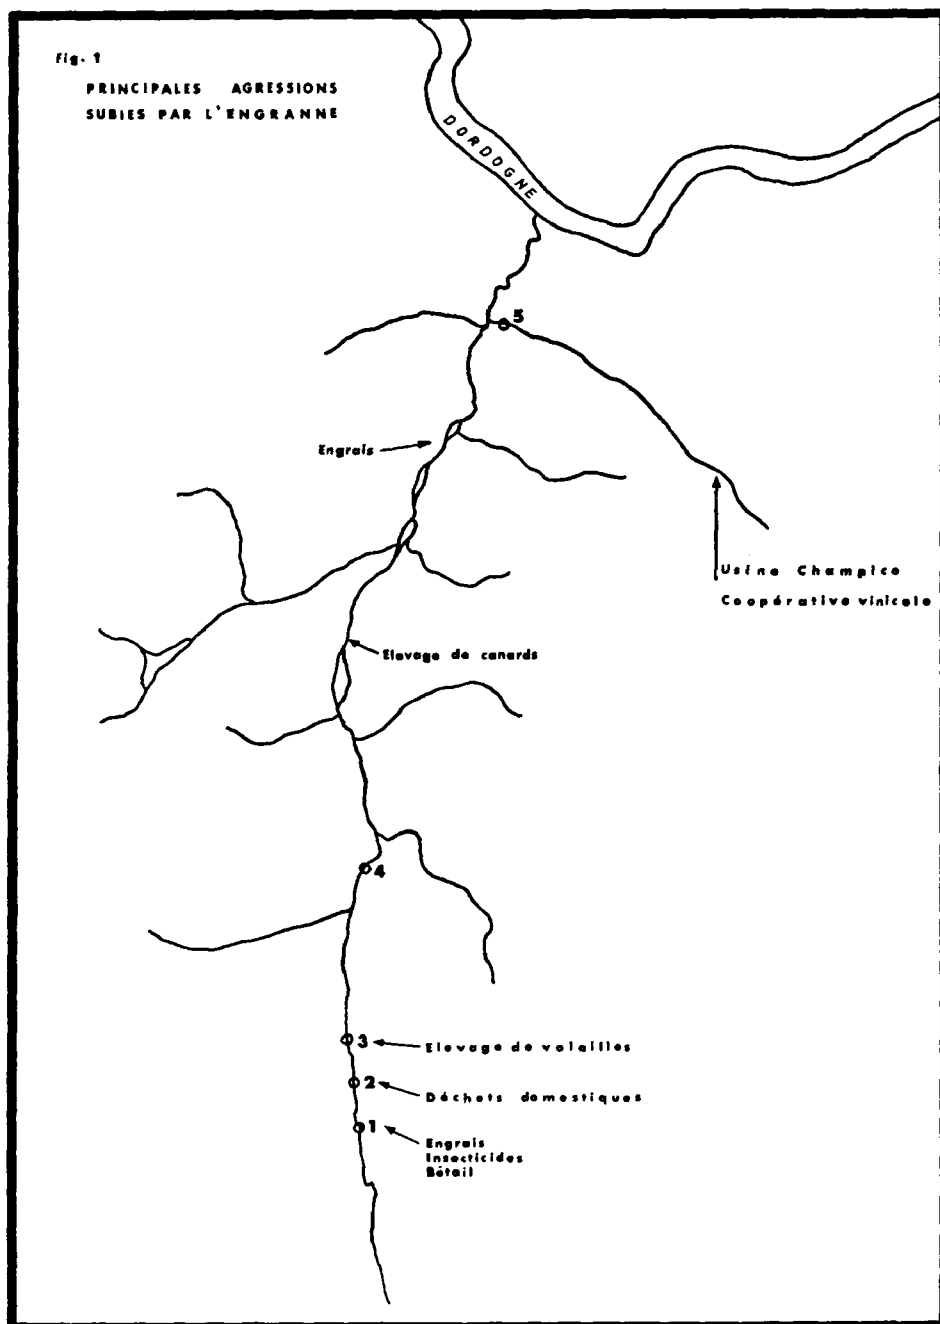 Fig. 1
PRINCIPALES AGRESSIONS
SUBIES PAR L'ENGRANNE
DORDOGNE
5
Engrais
Usine Champico
Coopérative vinicole
Elevage de canards
4
3 Elevage de volailles
2 Déchets domestiques
1 Engrais
Insecticides
Bétail